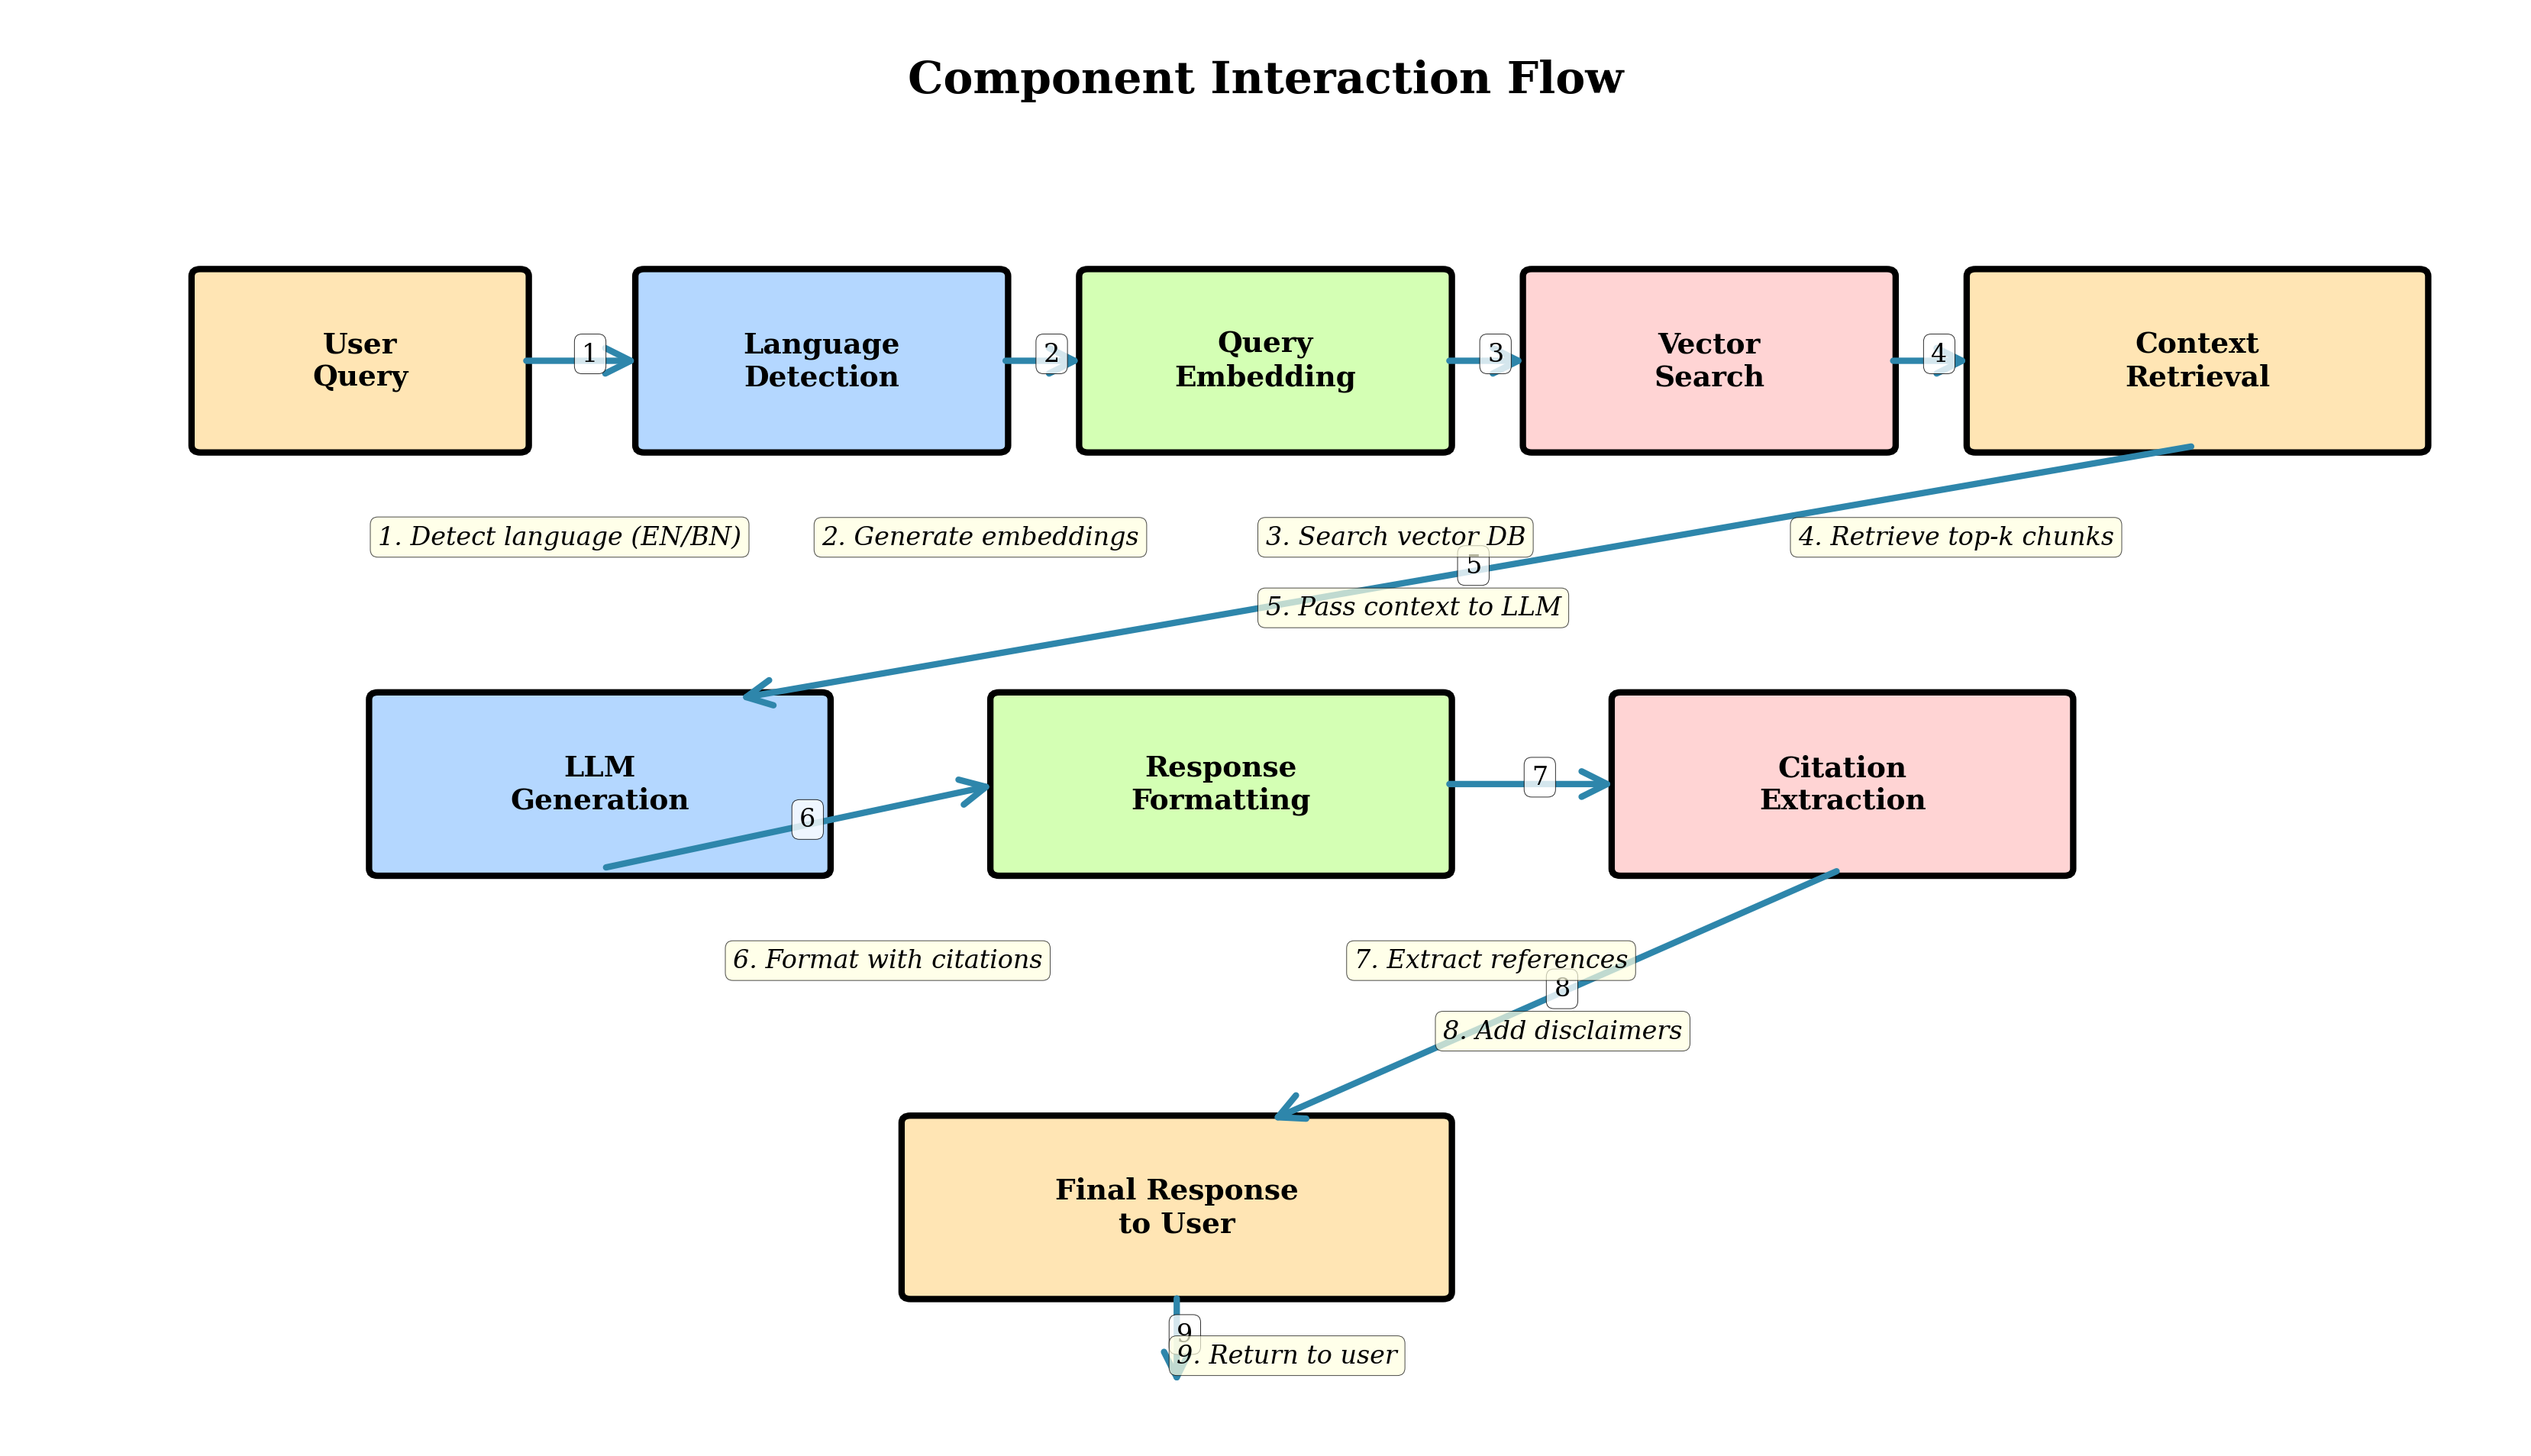 Component Interaction Flow
User
Query
1
Language
Detection
2
Query
Embedding
3
Vector
Search
4
Context
Retrieval
1. Detect language (EN/BN)
2. Generate embeddings
3. Search vector DB
4. Retrieve top-k chunks
5
5. Pass context to LLM
LLM
Generation
6
Response
Formatting
7
Citation
Extraction
6. Format with citations
7. Extract references
8
8. Add disclaimers
Final Response
to User
9
9. Return to user